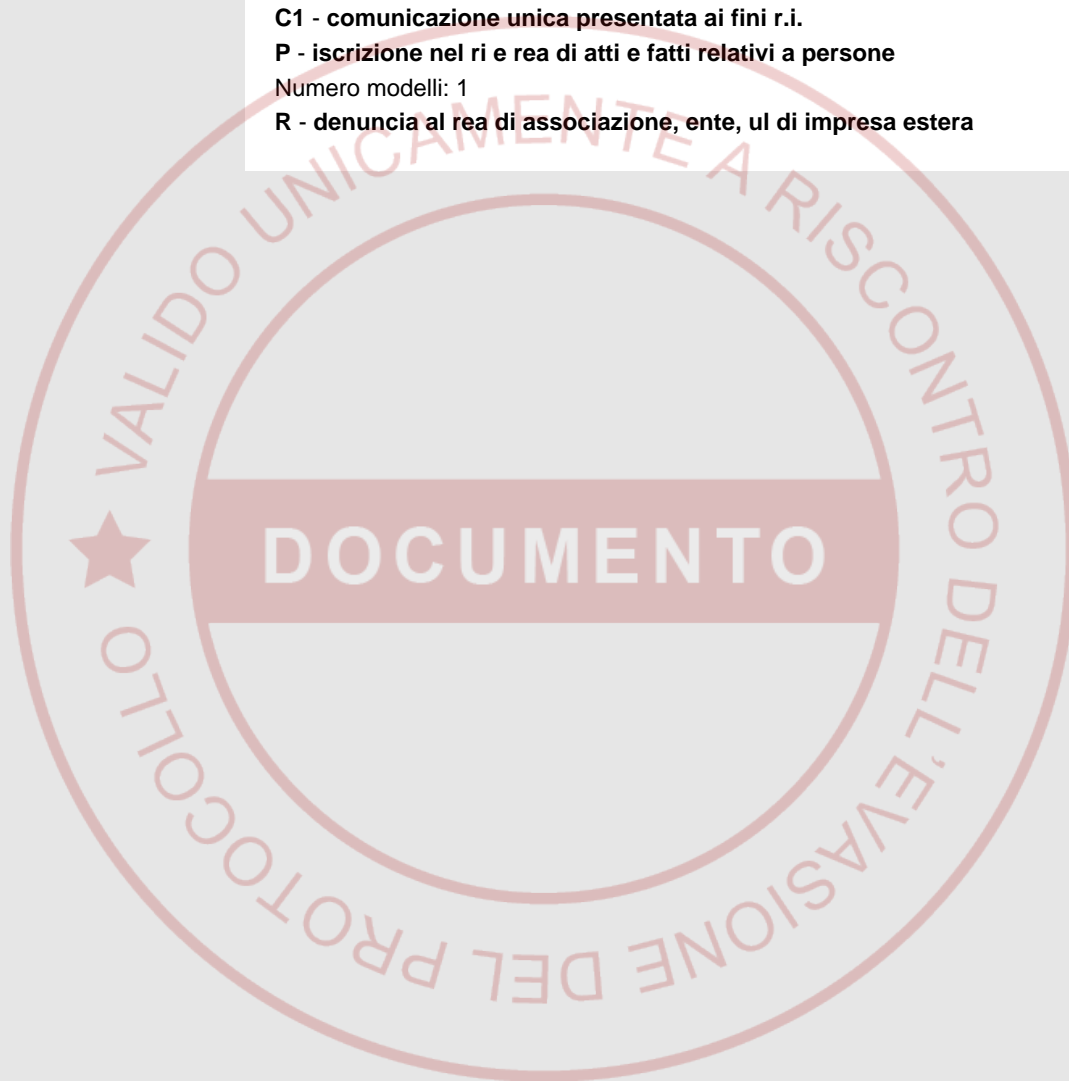 C1 - comunicazione unica presentata ai fini r.i.
P - iscrizione nel ri e rea di atti e fatti relativi a persone
Numero modelli: 1
R - denuncia al rea di associazione, ente, ul di impresa estera
★ VALIDO UNICAMENTE A RISCONTRO DELL'EVASIONE DEL PROTOCOLLO
DOCUMENTO